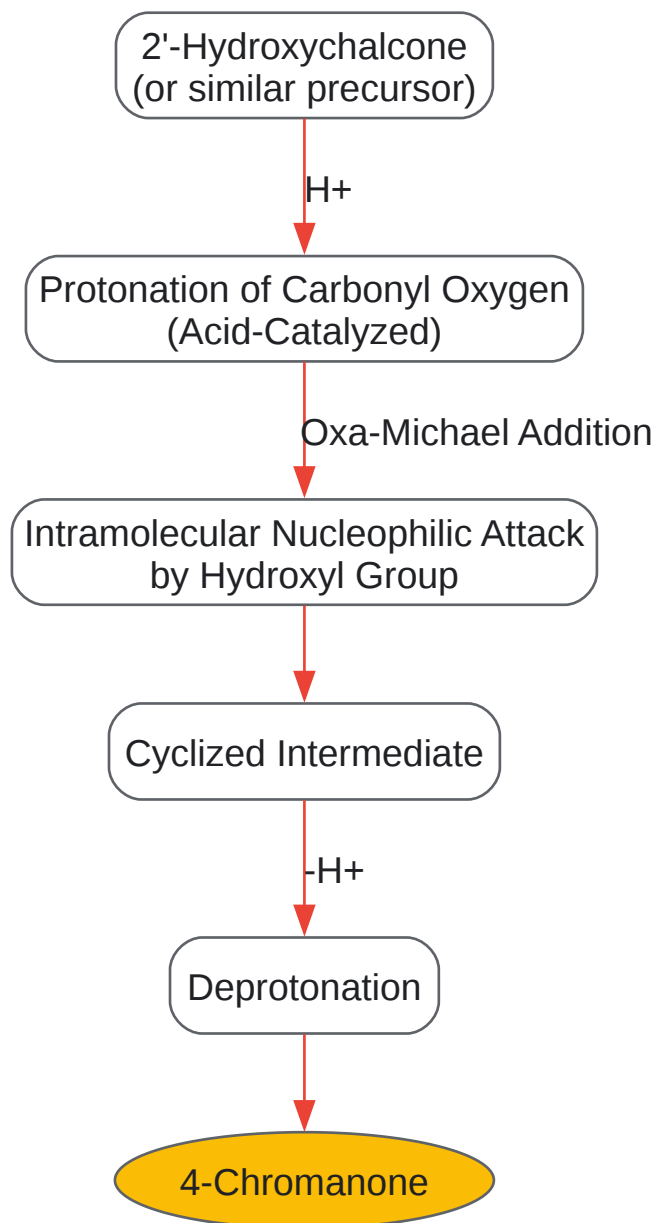 2'-Hydroxychalcone
(or similar precursor)
H+
Protonation of Carbonyl Oxygen
(Acid-Catalyzed)
Oxa-Michael Addition
Intramolecular Nucleophilic Attack
by Hydroxyl Group
Cyclized Intermediate
-H+
Deprotonation
4-Chromanone